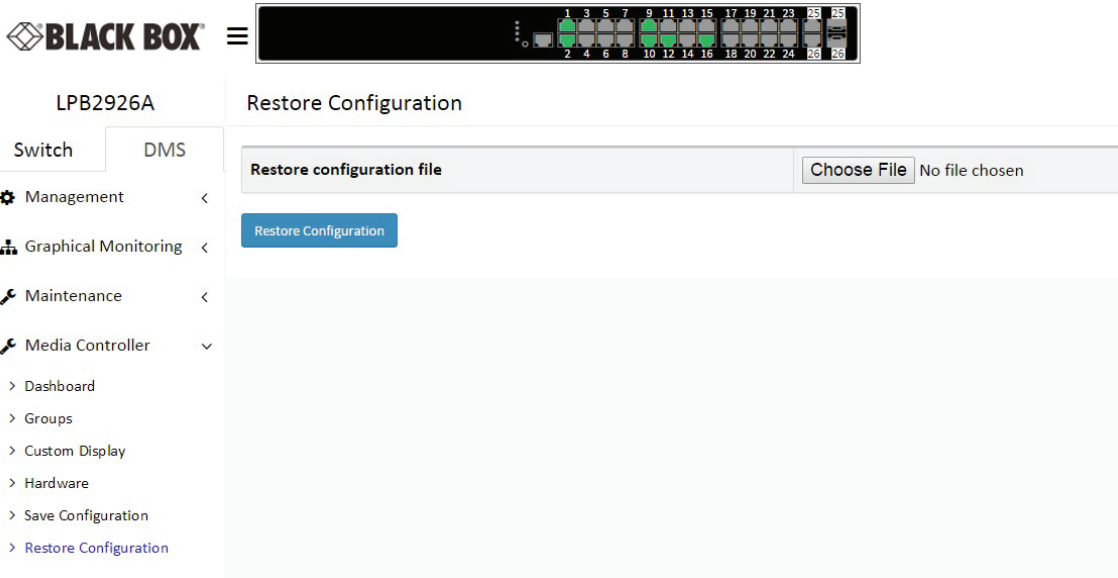 BLACK BOX®
1 3 5 7 9 11 13 15 17 19 21 23 25 25
2 4 6 8 10 12 14 16 18 20 22 24 26 26
LPB2926A
Restore Configuration
Switch DMS
Restore configuration file Choose File No file chosen
Management
Restore Configuration
Graphical Monitoring
Maintenance
Media Controller
Dashboard
Groups
Custom Display
Hardware
Save Configuration
Restore Configuration